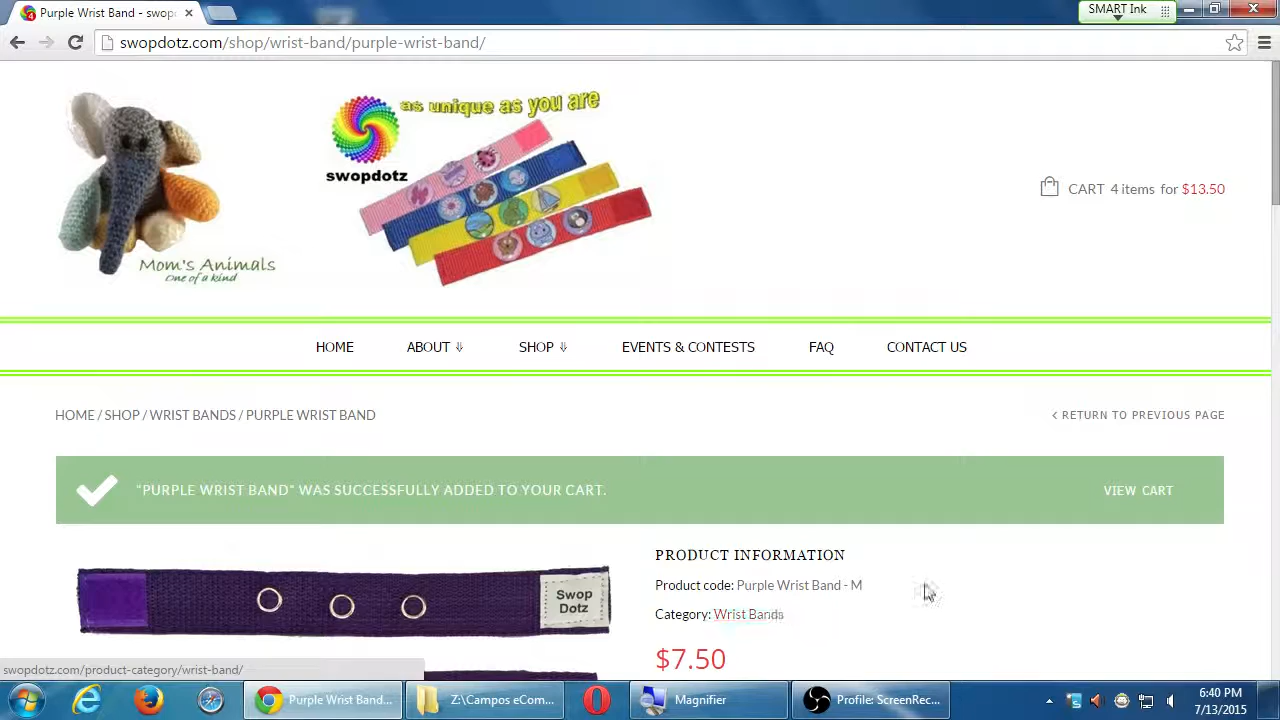 Purple Wrist Band - swop
SMART Ink
swopdotz.com/shop/wrist-band/purple-wrist-band/
as unique as you are
swopdotz
Mom's Animals
One of a kind
CART 4 items for $13.50
HOME
ABOUT ⇓
SHOP ⇓
EVENTS & CONTESTS
FAQ
CONTACT US
HOME / SHOP / WRIST BANDS / PURPLE WRIST BAND
< RETURN TO PREVIOUS PAGE
"PURPLE WRIST BAND" WAS SUCCESSFULLY ADDED TO YOUR CART.
VIEW CART
PRODUCT INFORMATION
Product code: Purple Wrist Band - M
Category: Wrist Bands
$7.50
Swop
Dotz
swopdotz.com/product-category/wrist-band/
Purple Wrist Band...
Z:\Campos eCom...
Magnifier
Profile: ScreenRec...
6:40 PM
7/13/2015